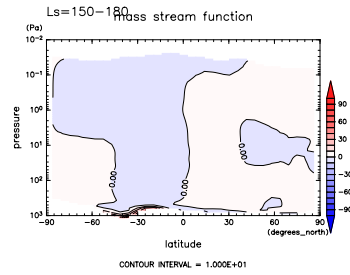 Ls=150-180
mass stream function
(Pa)
10⁻²
10⁻¹
10⁰
10¹
10²
10³
pressure
0.00
0.00
0.00
−90 −60 −30 0 30 60 90
(degrees_north)
latitude
90
60
30
0
−30
−60
−90
CONTOUR INTERVAL = 1.000E+01